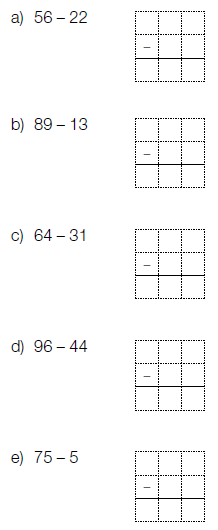 a) 56 – 22
–
b) 89 – 13
–
c) 64 – 31
–
d) 96 – 44
–
e) 75 – 5
–